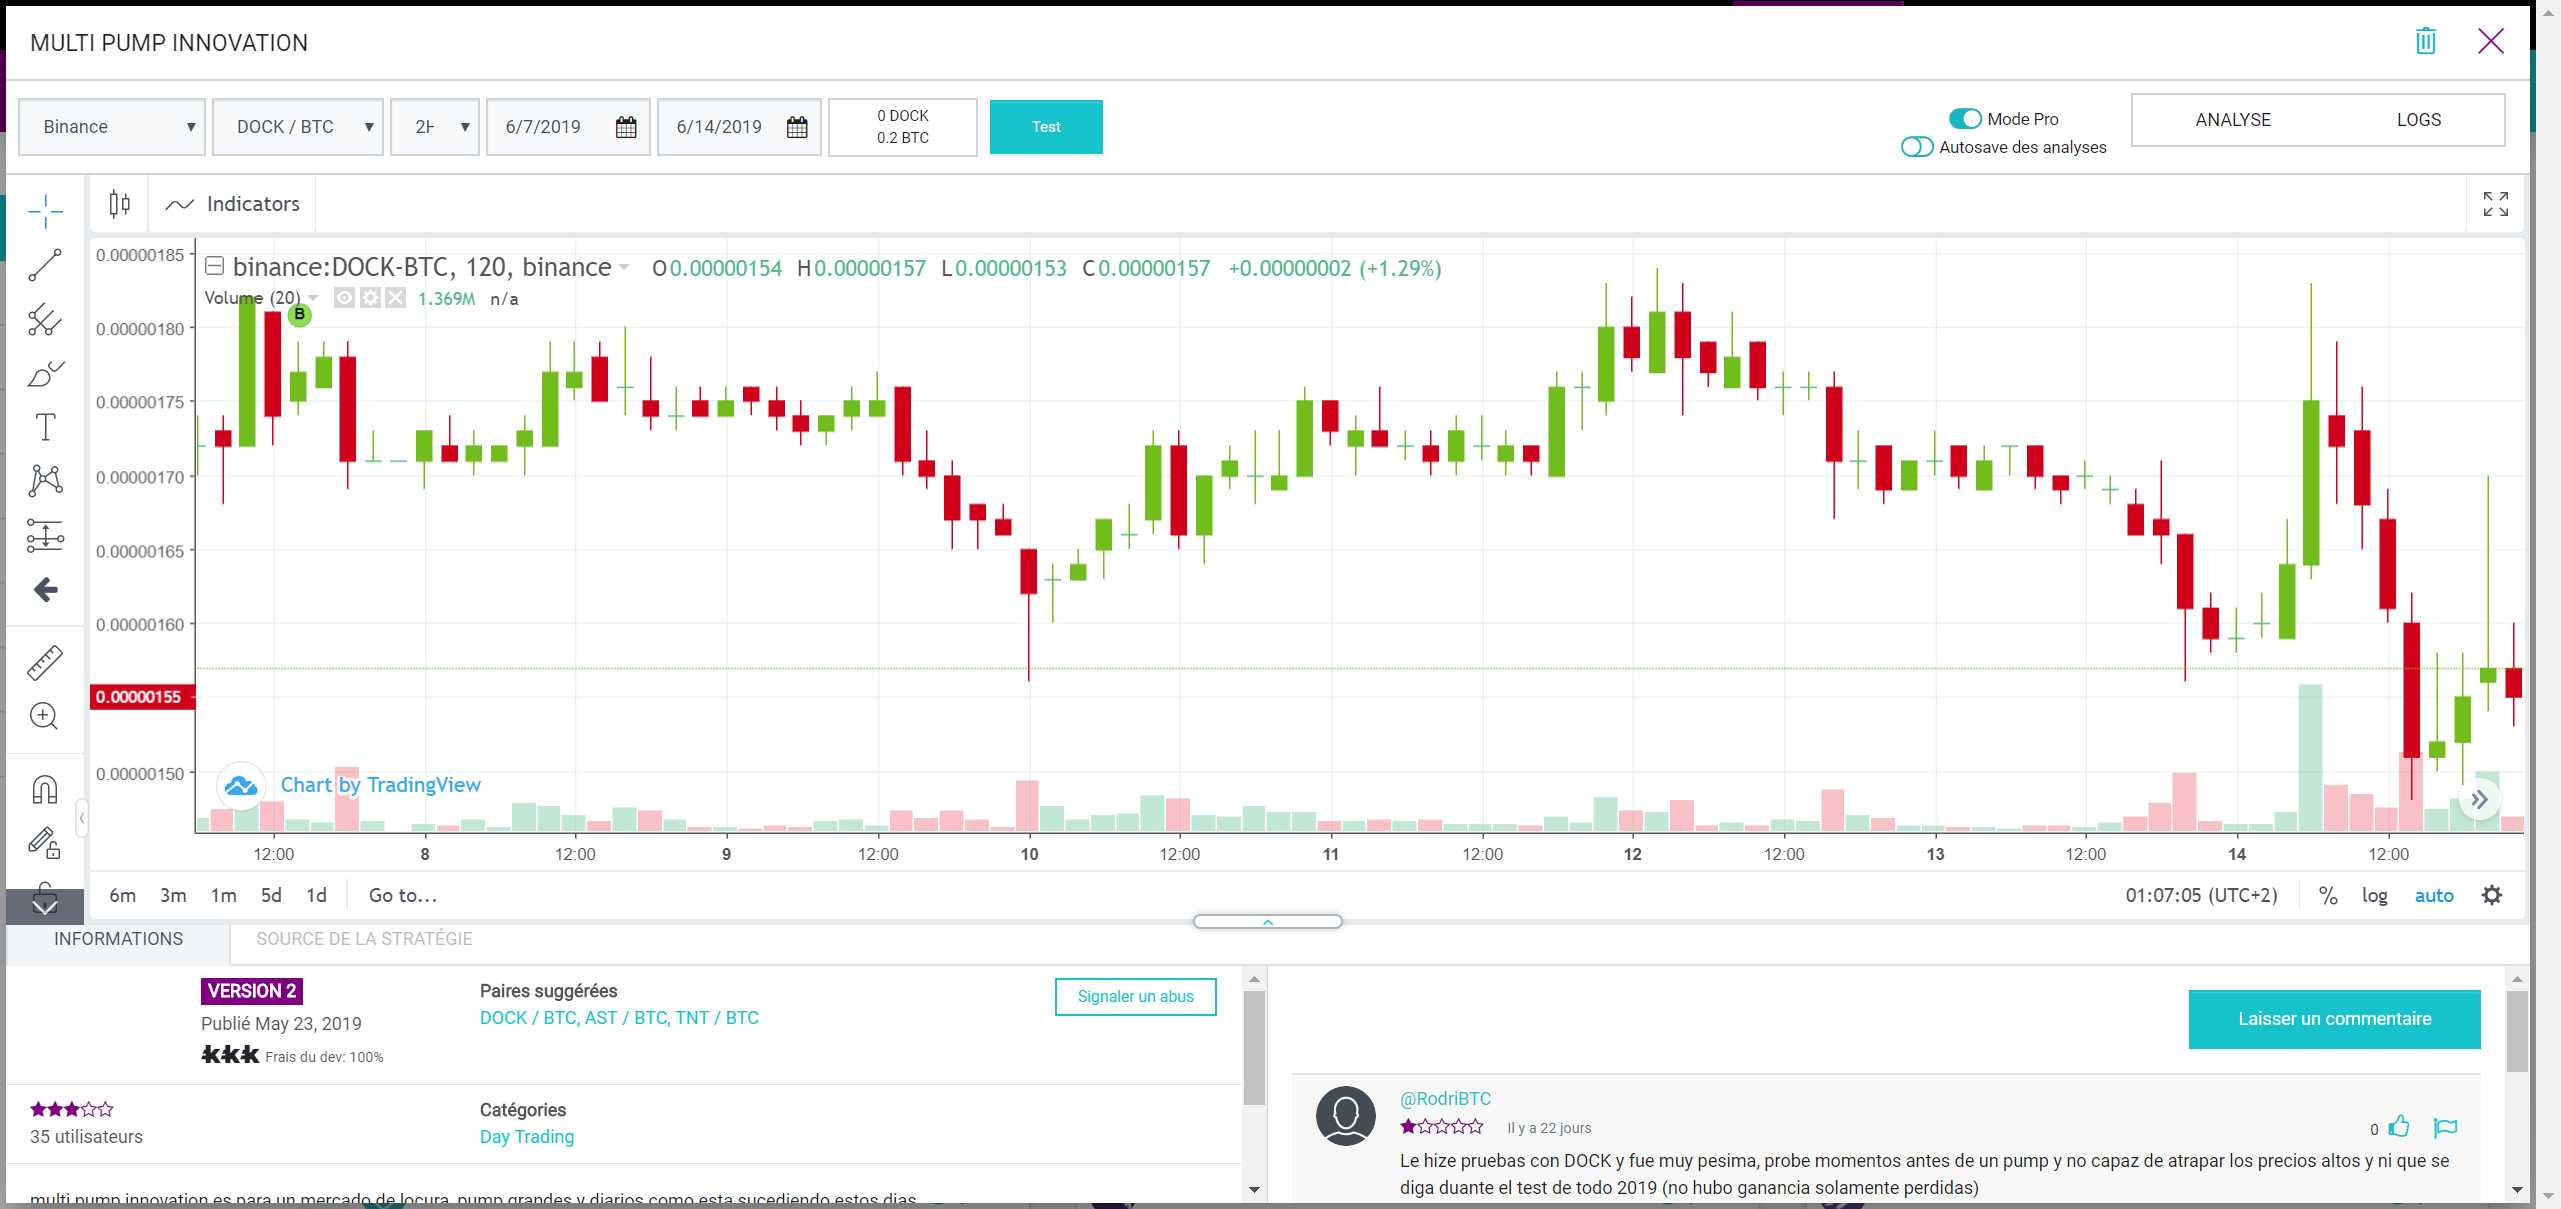 MULTI PUMP INNOVATION
Binance
DOCK / BTC
2H
6/7/2019
6/14/2019
0 DOCK
0.2 BTC
Test
Mode Pro
Autosave des analyses
ANALYSE
LOGS
Indicators
binance:DOCK-BTC, 120, binance O0.00000154 H0.00000157 L0.00000153 C0.00000157 +0.00000002 (+1.29%)
Volume (20) 1.369M n/a
B
0.00000185
0.00000180
0.00000175
0.00000170
0.00000165
0.00000160
0.00000155
0.00000150
Chart by TradingView
12:00 8 12:00 9 12:00 10 12:00 11 12:00 12 12:00 13 12:00 14 12:00
6m 3m 1m 5d 1d Go to...
01:07:05 (UTC+2) % log auto
INFORMATIONS
SOURCE DE LA STRATÉGIE
VERSION 2
Publié May 23, 2019
Frais du dev: 100%
Paires suggérées
DOCK / BTC, AST / BTC, TNT / BTC
Signaler un abus
35 utilisateurs
Catégories
Day Trading
multi pump innovation es para un mercado de locura, pump grandes y diarios como esta sucediendo estos dias
Laisser un commentaire
@RodriBTC
Il y a 22 jours
0
Le hize pruebas con DOCK y fue muy pesima, probe momentos antes de un pump y no capaz de atrapar los precios altos y ni que se
diga duante el test de todo 2019 (no hubo ganancia solamente perdidas)